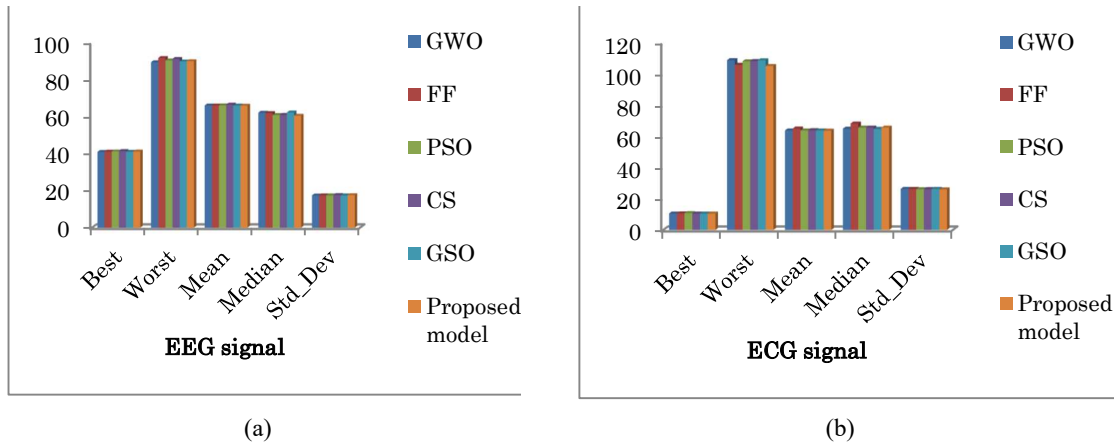 100
80
60
40
20
0
Best
Worst
Mean
Median
Std_Dev
EEG signal
GWO
FF
PSO
CS
GSO
Proposed
model
(a)
120
100
80
60
40
20
0
Best
Worst
Mean
Median
Std_Dev
ECG signal
GWO
FF
PSO
CS
GSO
Proposed
model
(b)